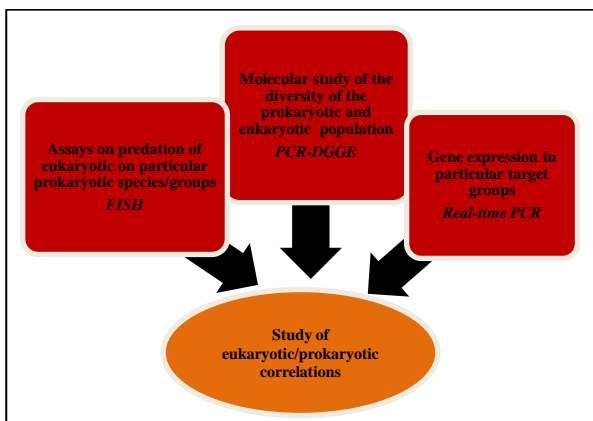 Molecular study of the
diversity of the
prokaryotic and
eukaryotic population
PCR-DGGE
Assays on predation of
eukaryotic on particular
prokaryotic species/groups
FISH
Gene expression in
particular target
groups
Real-time PCR
Study of
eukaryotic/prokaryotic
correlations